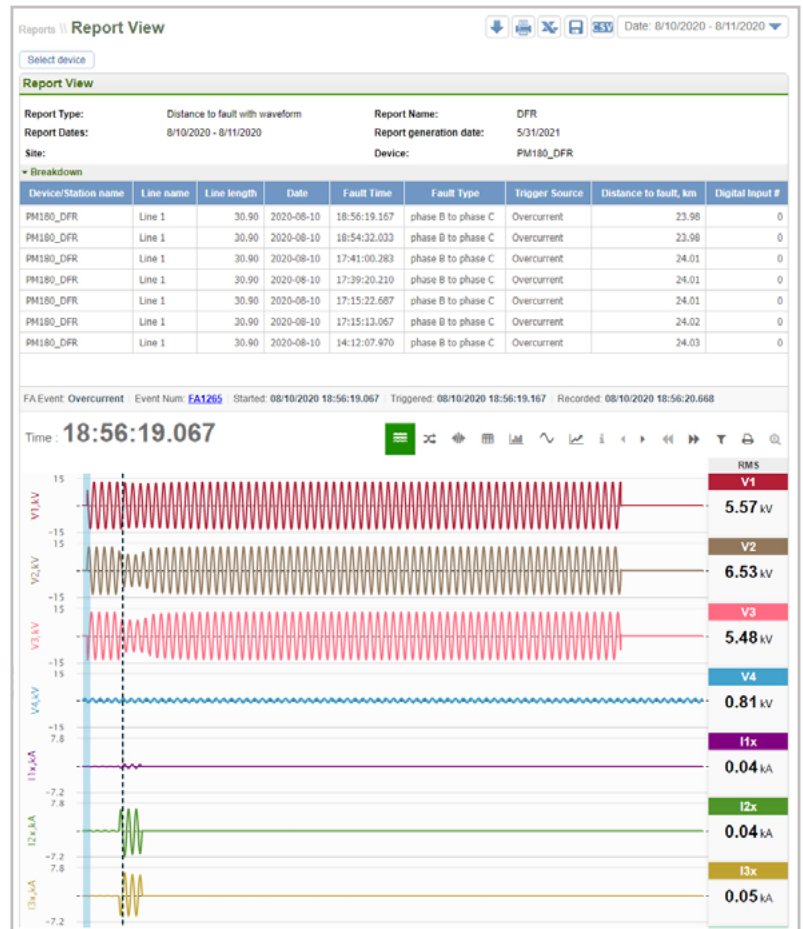 Reports \\ Report View
CSV
Date: 8/10/2020 - 8/11/2020
Select device
Report View
Report Type: Distance to fault with waveform Report Name: DFR
Report Dates: 8/10/2020 - 8/11/2020 Report generation date: 5/31/2021
Site: Device: PM180_DFR
Breakdown
Device/Station name Line name Line length Date Fault Time Fault Type Trigger Source Distance to fault, km Digital Input #
PM180_DFR Line 1 30.90 2020-08-10 18:56:19.167 phase B to phase C Overcurrent 23.98 0
PM180_DFR Line 1 30.90 2020-08-10 18:54:32.033 phase B to phase C Overcurrent 23.98 0
PM180_DFR Line 1 30.90 2020-08-10 17:41:00.283 phase B to phase C Overcurrent 24.01 0
PM180_DFR Line 1 30.90 2020-08-10 17:39:20.210 phase B to phase C Overcurrent 24.01 0
PM180_DFR Line 1 30.90 2020-08-10 17:15:22.687 phase B to phase C Overcurrent 24.01 0
PM180_DFR Line 1 30.90 2020-08-10 17:15:13.067 phase B to phase C Overcurrent 24.02 0
PM180_DFR Line 1 30.90 2020-08-10 14:12:07.970 phase B to phase C Overcurrent 24.03 0
FA Event: Overcurrent Event Num: FA1265 Started: 08/10/2020 18:56:19.067 Triggered: 08/10/2020 18:56:19.167 Recorded: 08/10/2020 18:56:20.668
Time : 18:56:19.067
RMS
15
V1,kV
-15
V1
5.57 kV
15
V2,kV
-15
V2
6.53 kV
15
V3,kV
-15
V3
5.48 kV
15
V4,kV
-15
V4
0.81 kV
7.8
I1x,kA
-7.2
I1x
0.04 kA
7.8
I2x,kA
-7.2
I2x
0.04 kA
7.8
I3x,kA
-7.2
I3x
0.05 kA